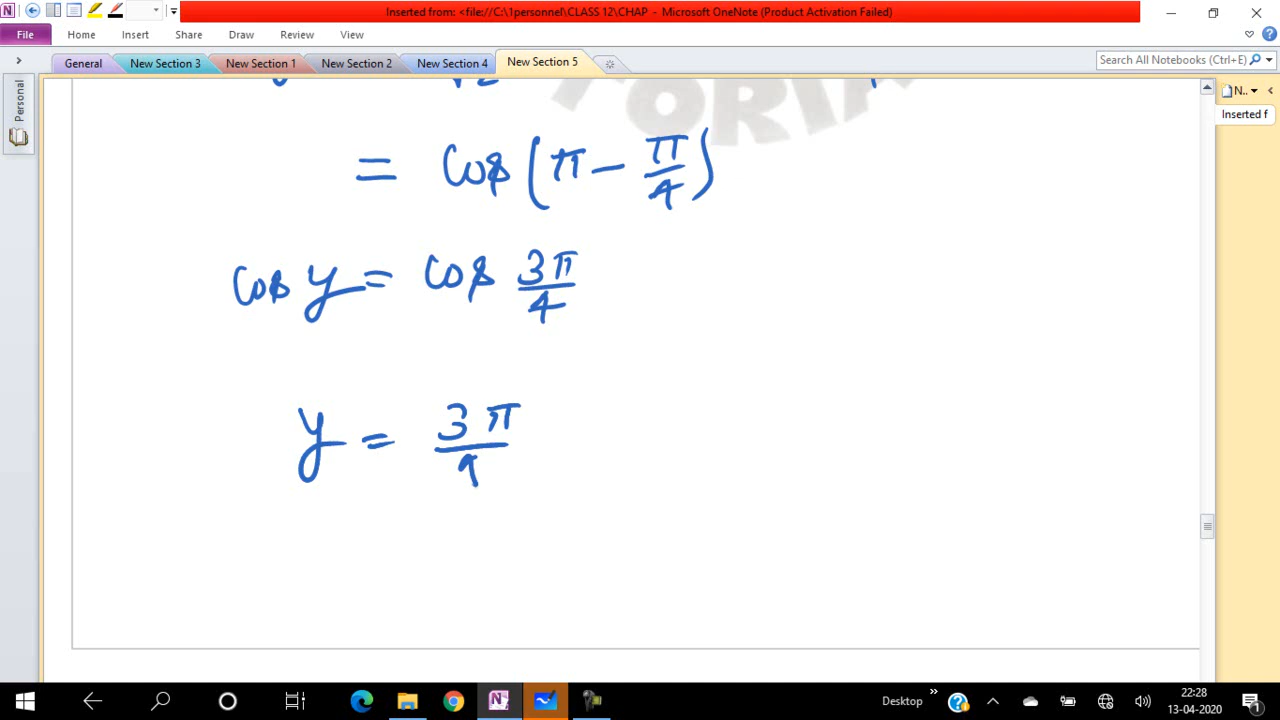 Inserted from: <file://C:\1personnel\CLASS 12\CHAP - Microsoft OneNote (Product Activation Failed)
File Home Insert Share Draw Review View
General New Section 3 New Section 1 New Section 2 New Section 4 New Section 5 Search All Notebooks (Ctrl+E)
Personal
N..
Inserted f
TORIA
= cos (π - π/4)
cos y = cos 3π/4
y = 3π/4
Desktop
22:28
13-04-2020
1